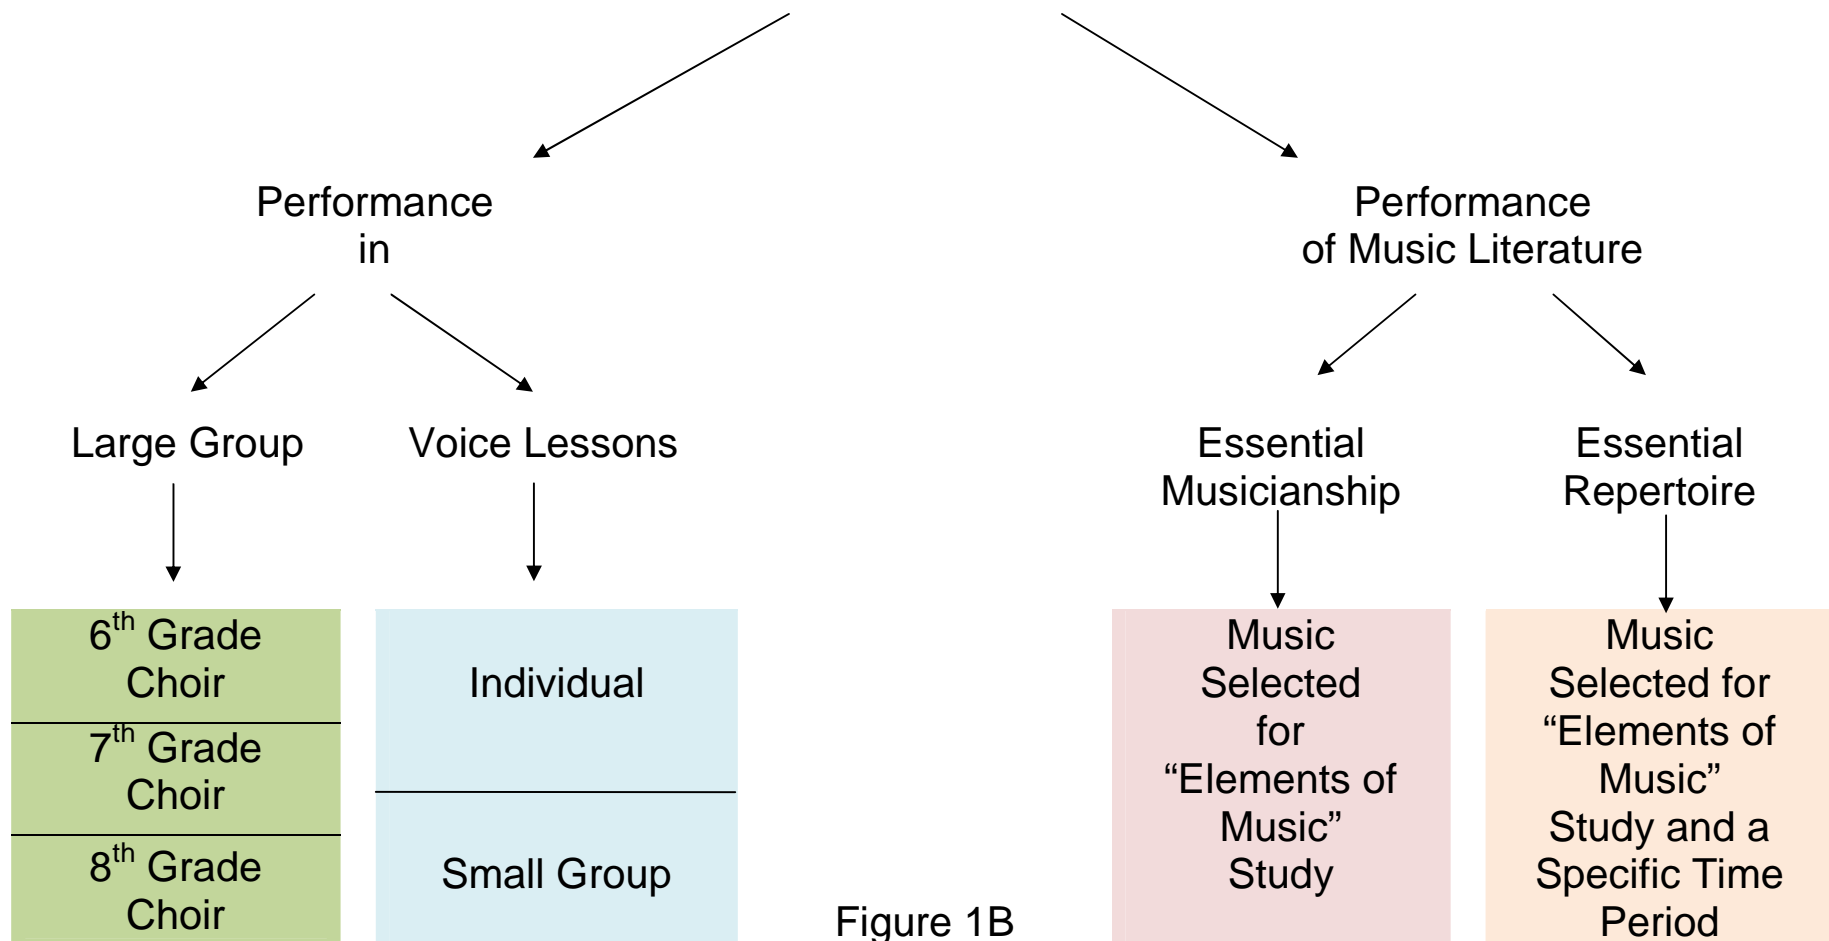 Performance
in
Performance
of Music Literature
Large Group
Voice Lessons
Essential
Musicianship
Essential
Repertoire
6th Grade
Choir
7th Grade
Choir
8th Grade
Choir
Individual
Small Group
Music
Selected
for
“Elements of
Music”
Study
Music
Selected for
“Elements of
Music”
Study and a
Specific Time
Period
Figure 1B